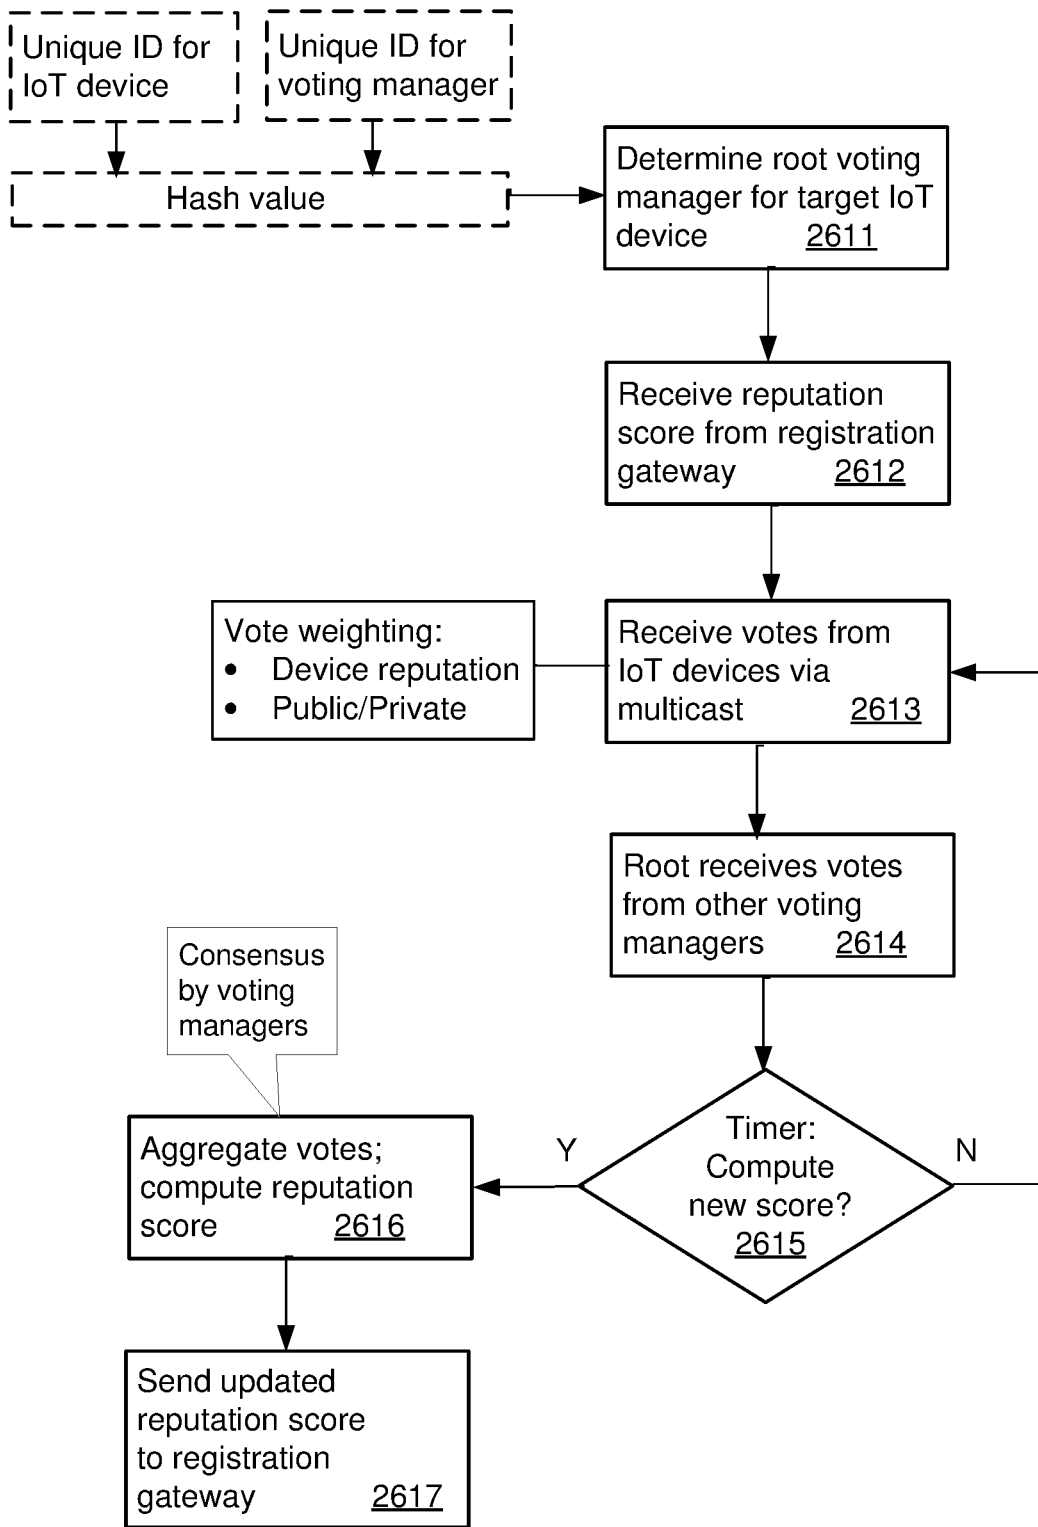 Unique ID for
IoT device
Unique ID for
voting manager
Hash value
Determine root voting
manager for target IoT
device 2611
Receive reputation
score from registration
gateway 2612
Vote weighting:
• Device reputation
• Public/Private
Receive votes from
IoT devices via
multicast 2613
Root receives votes
from other voting
managers 2614
Consensus
by voting
managers
Timer:
Compute
new score?
2615
Y
N
Aggregate votes;
compute reputation
score 2616
Send updated
reputation score
to registration
gateway 2617